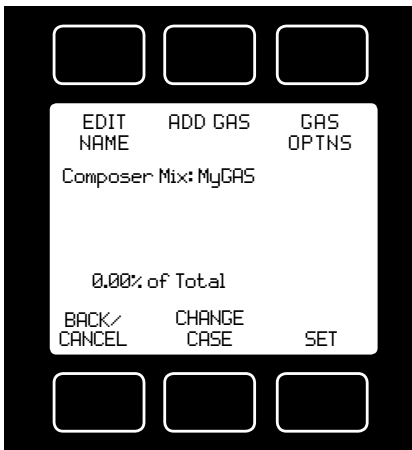 EDIT ADD GAS GAS
NAME OPTNS
Composer Mix: MyGAS
0.00% of Total
BACK/ CHANGE
CANCEL CASE SET